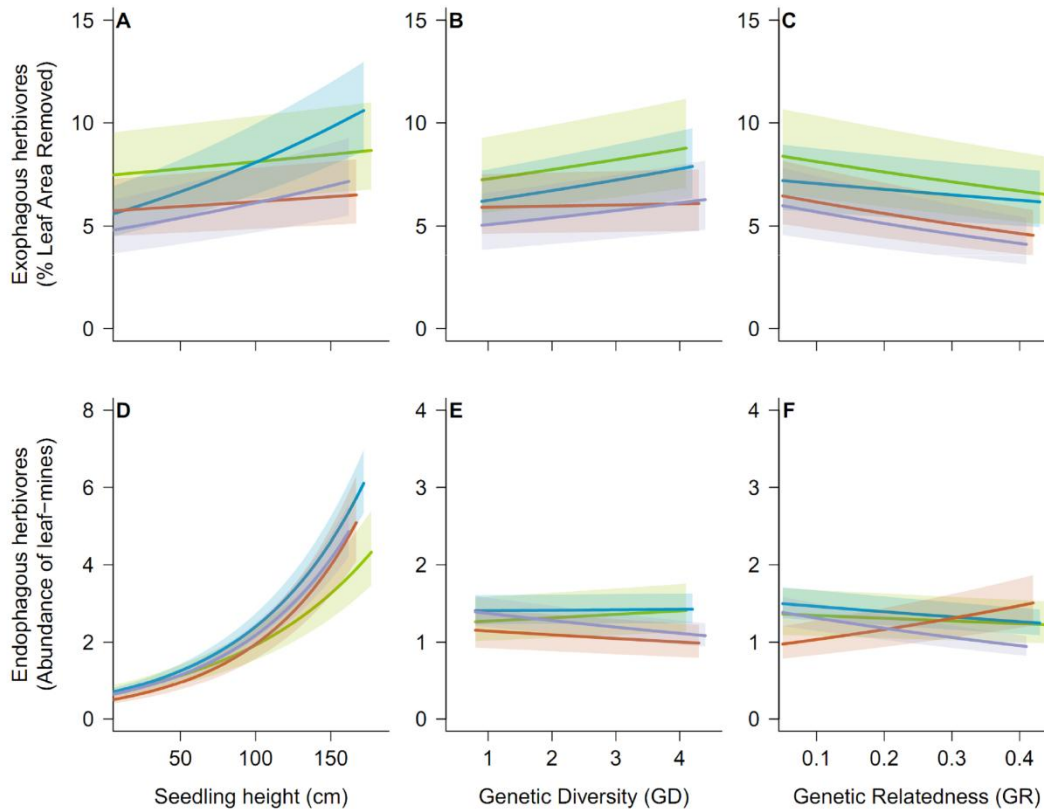 A
B
C
Exophagous herbivores
(% Leaf Area Removed)
15
10
5
0
15
10
5
0
15
10
5
0
D
E
F
Endophagous herbivores
(Abundance of leaf−mines)
8
6
4
2
0
4
3
2
1
0
4
3
2
1
0
50 100 150
1 2 3 4
0.1 0.2 0.3 0.4
Seedling height (cm)
Genetic Diversity (GD)
Genetic Relatedness (GR)